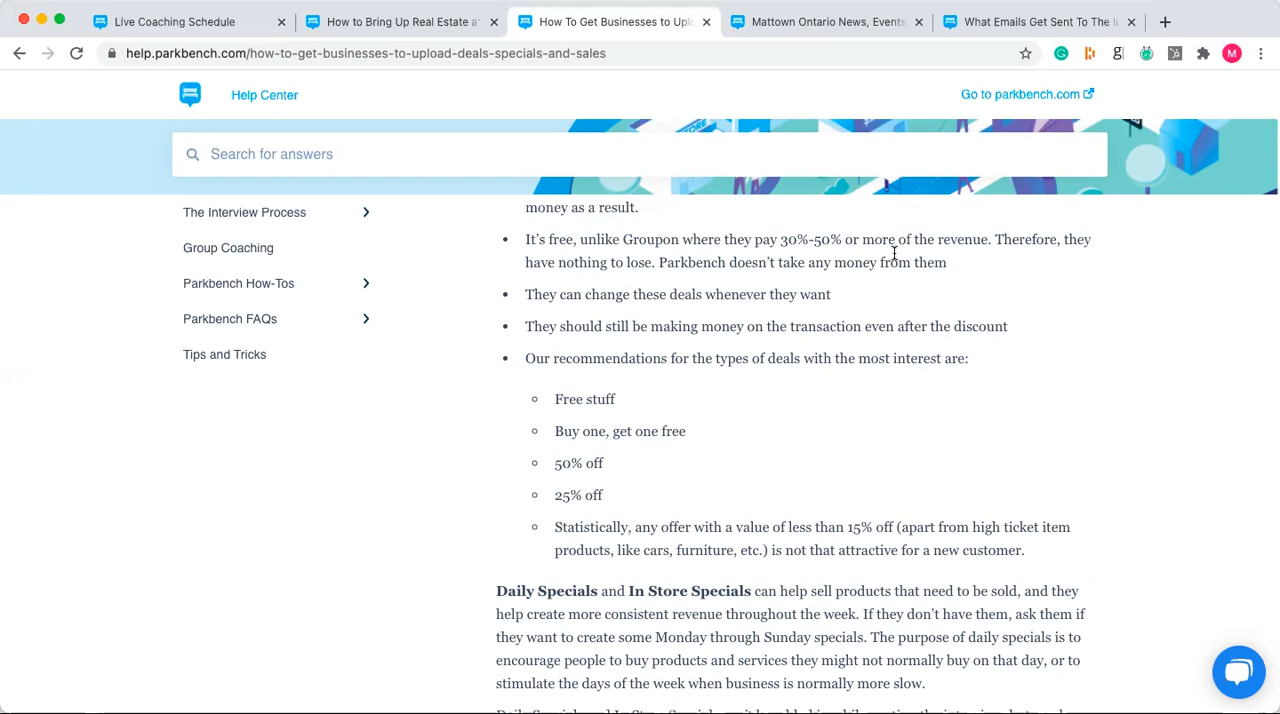 Live Coaching Schedule
How to Bring Up Real Estate a
How To Get Businesses to Uplo
Mattown Ontario News, Events
What Emails Get Sent To The I
help.parkbench.com/how-to-get-businesses-to-upload-deals-specials-and-sales
M
Help Center
Go to parkbench.com
STORE
Search for answers
The Interview Process
Group Coaching
Parkbench How-Tos
Parkbench FAQs
Tips and Tricks
money as a result.
• It’s free, unlike Groupon where they pay 30%-50% or more of the revenue. Therefore, they
have nothing to lose. Parkbench doesn’t take any money from them
• They can change these deals whenever they want
• They should still be making money on the transaction even after the discount
• Our recommendations for the types of deals with the most interest are:
Free stuff
Buy one, get one free
50% off
25% off
Statistically, any offer with a value of less than 15% off (apart from high ticket item
products, like cars, furniture, etc.) is not that attractive for a new customer.
Daily Specials and In Store Specials can help sell products that need to be sold, and they
help create more consistent revenue throughout the week. If they don’t have them, ask them if
they want to create some Monday through Sunday specials. The purpose of daily specials is to
encourage people to buy products and services they might not normally buy on that day, or to
stimulate the days of the week when business is normally more slow.